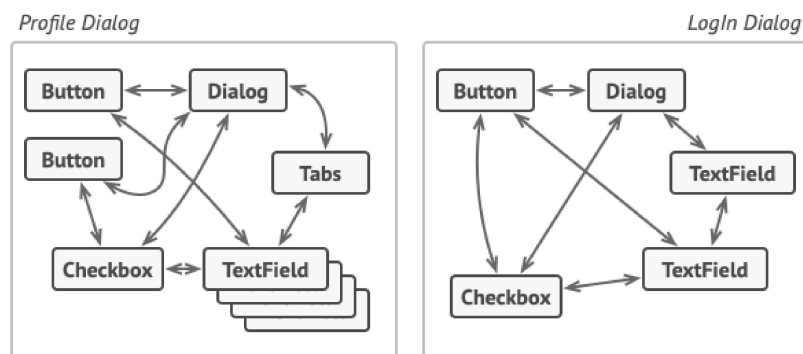 Profile Dialog
LogIn Dialog
Button
Dialog
Button
Tabs
Checkbox
TextField
Button
Dialog
TextField
TextField
Checkbox